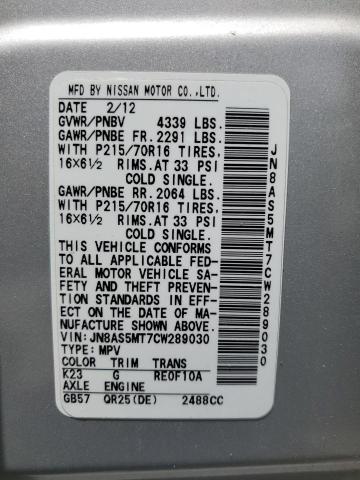 MFD BY NISSAN MOTOR CO.,LTD.
DATE 2/12
GVWR/PNBV 4339 LBS.
GAWR/PNBE FR. 2291 LBS.
WITH P215/70R16 TIRES,
16×6½ RIMS.AT 33 PSI
COLD SINGLE.
GAWR/PNBE RR. 2064 LBS.
WITH P215/70R16 TIRES,
16×6½ RIMS.AT 33 PSI
COLD SINGLE.
THIS VEHICLE CONFORMS
TO ALL APPLICABLE FED-
ERAL MOTOR VEHICLE SA-
FETY AND THEFT PREVEN-
TION STANDARDS IN EFF-
ECT ON THE DATE OF MA-
NUFACTURE SHOWN ABOVE.
VIN: JN8AS5MT7CW289030
TYPE: MPV
COLOR TRIM TRANS
K23 G RE0F10A
AXLE ENGINE
GB57 QR25(DE) 2488CC
JN8AS5MT7CW289030